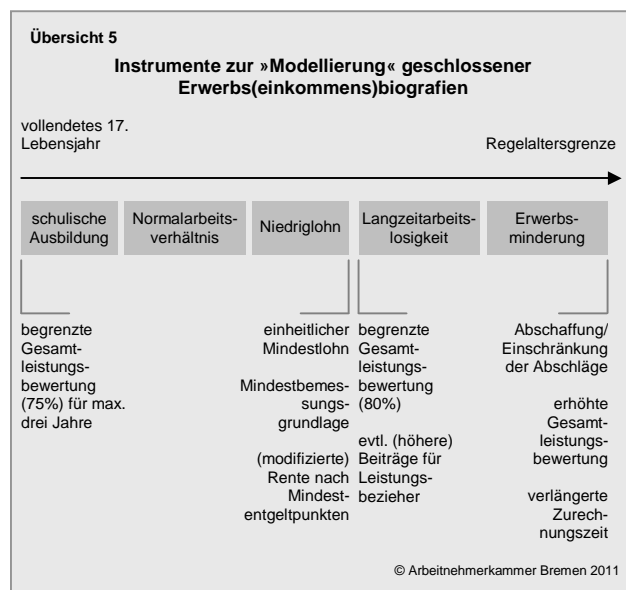 Übersicht 5
Instrumente zur »Modellierung« geschlossener
Erwerbs(einkommens)biografien
vollendetes 17.
Lebensjahr
Regelaltersgrenze
schulische
Ausbildung
Normalarbeits-
verhältnis
Niedriglohn
Langzeitarbeits-
losigkeit
Erwerbs-
minderung
begrenzte
Gesamt-
leistungs-
bewertung
(75%) für max.
drei Jahre
einheitlicher
Mindestlohn
Mindestbemes-
sungs-
grundlage
(modifizierte)
Rente nach
Mindest-
entgeltpunkten
begrenzte
Gesamt-
leistungs-
bewertung
(80%)
evtl. (höhere)
Beiträge für
Leistungs-
bezieher
Abschaffung/
Einschränkung
der Abschläge
erhöhte
Gesamt-
leistungs-
bewertung
verlängerte
Zurech-
nungszeit
© Arbeitnehmerkammer Bremen 2011